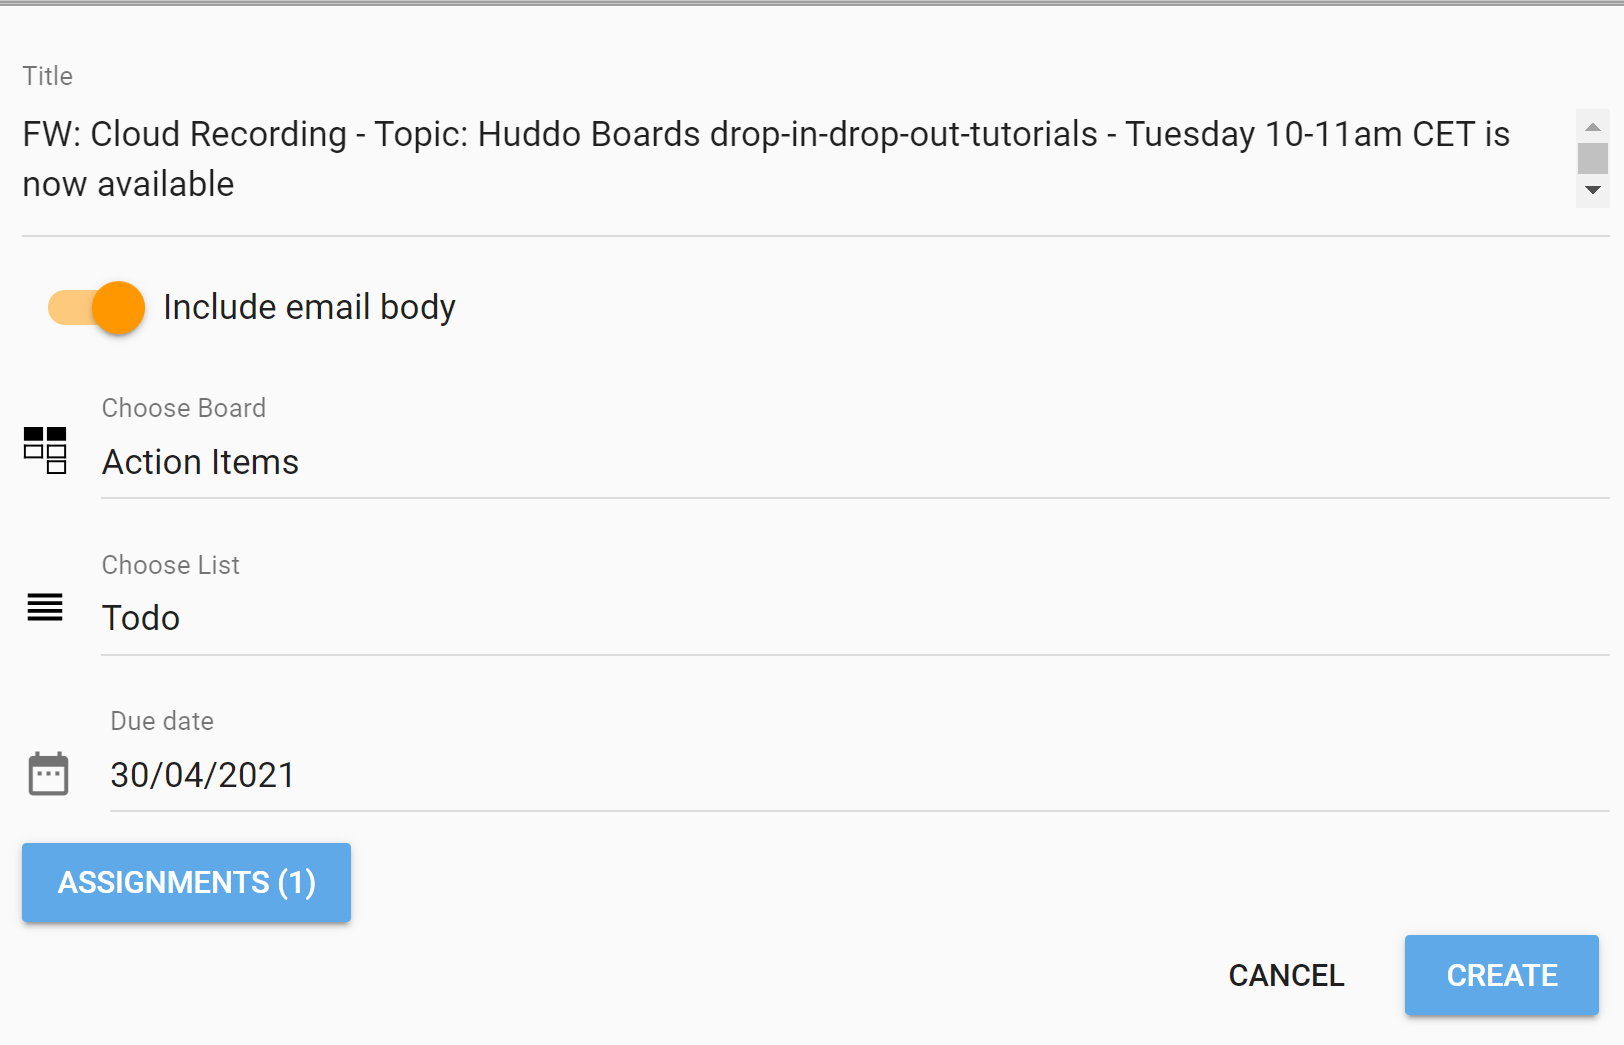 Title
FW: Cloud Recording - Topic: Huddo Boards drop-in-drop-out-tutorials - Tuesday 10-11am CET is
now available
Include email body
Choose Board
Action Items
Choose List
Todo
Due date
30/04/2021
ASSIGNMENTS (1)
CANCEL
CREATE